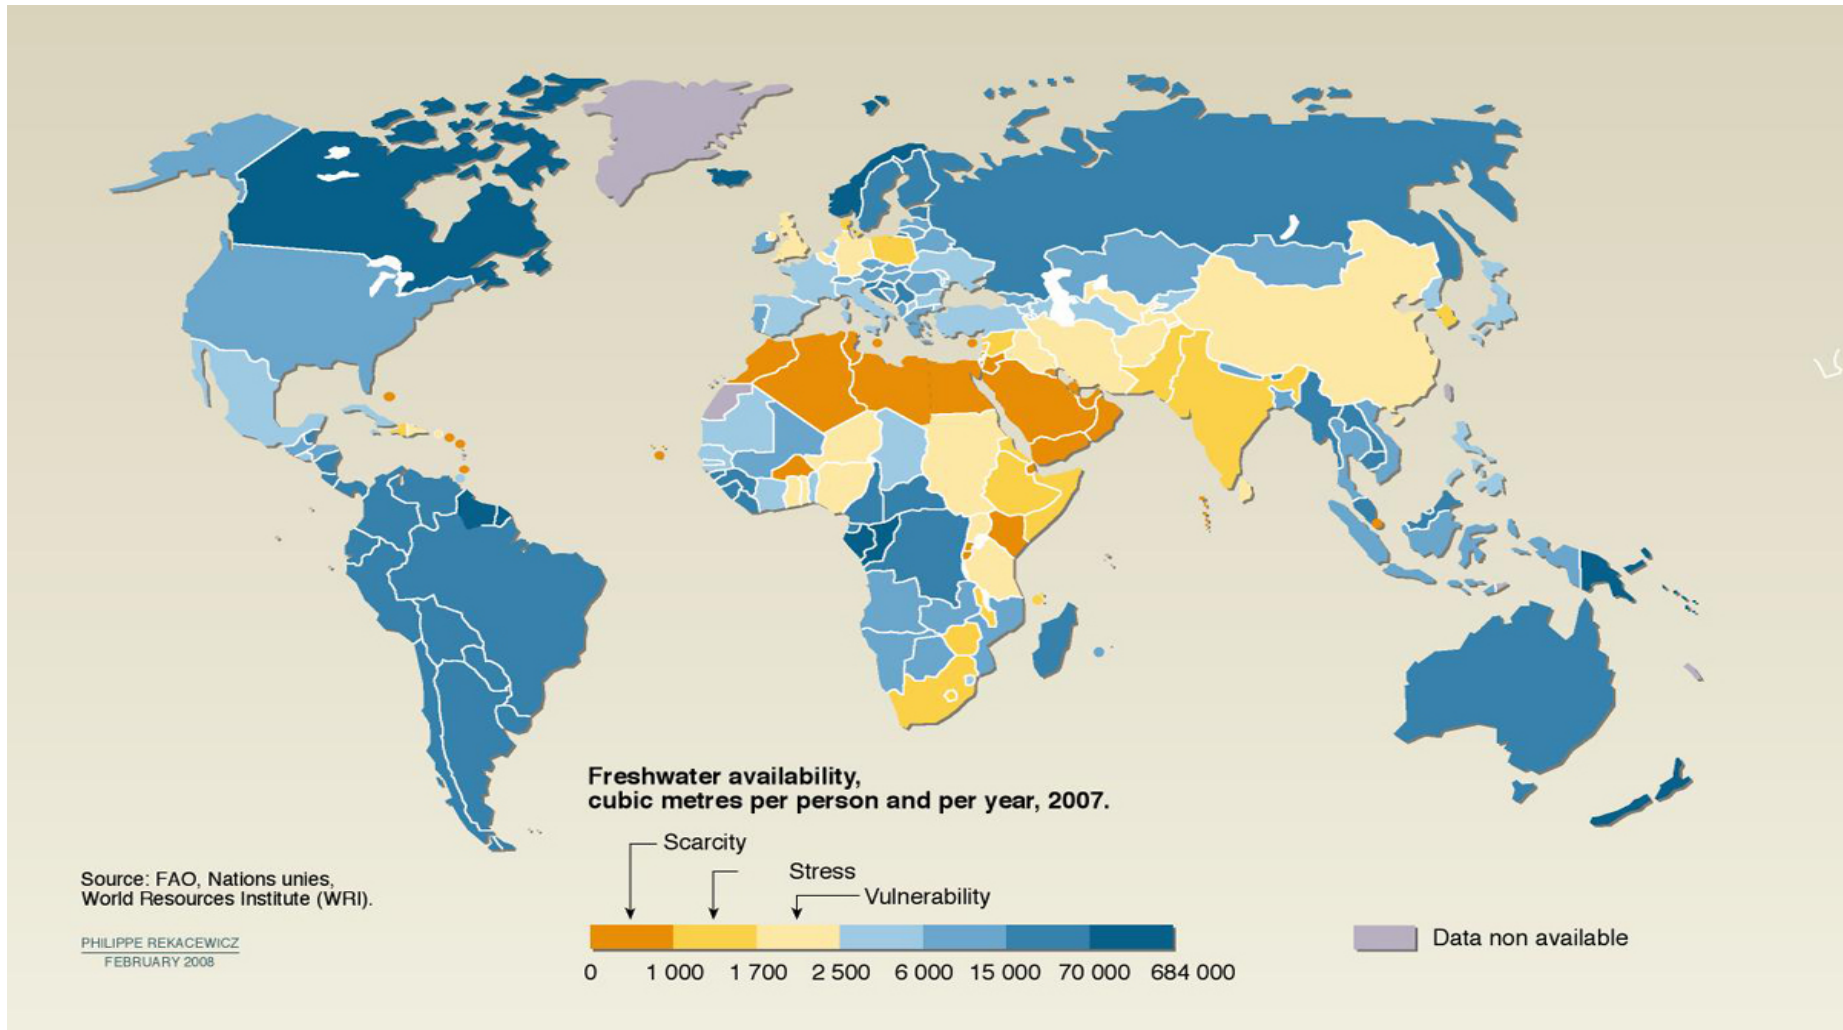 Freshwater availability,
cubic metres per person and per year, 2007.
Scarcity
Stress
Vulnerability
0 1 000 1 700 2 500 6 000 15 000 70 000 684 000
Data non available
Source: FAO, Nations unies,
World Resources Institute (WRI).
PHILIPPE REKACEWICZ
FEBRUARY 2008